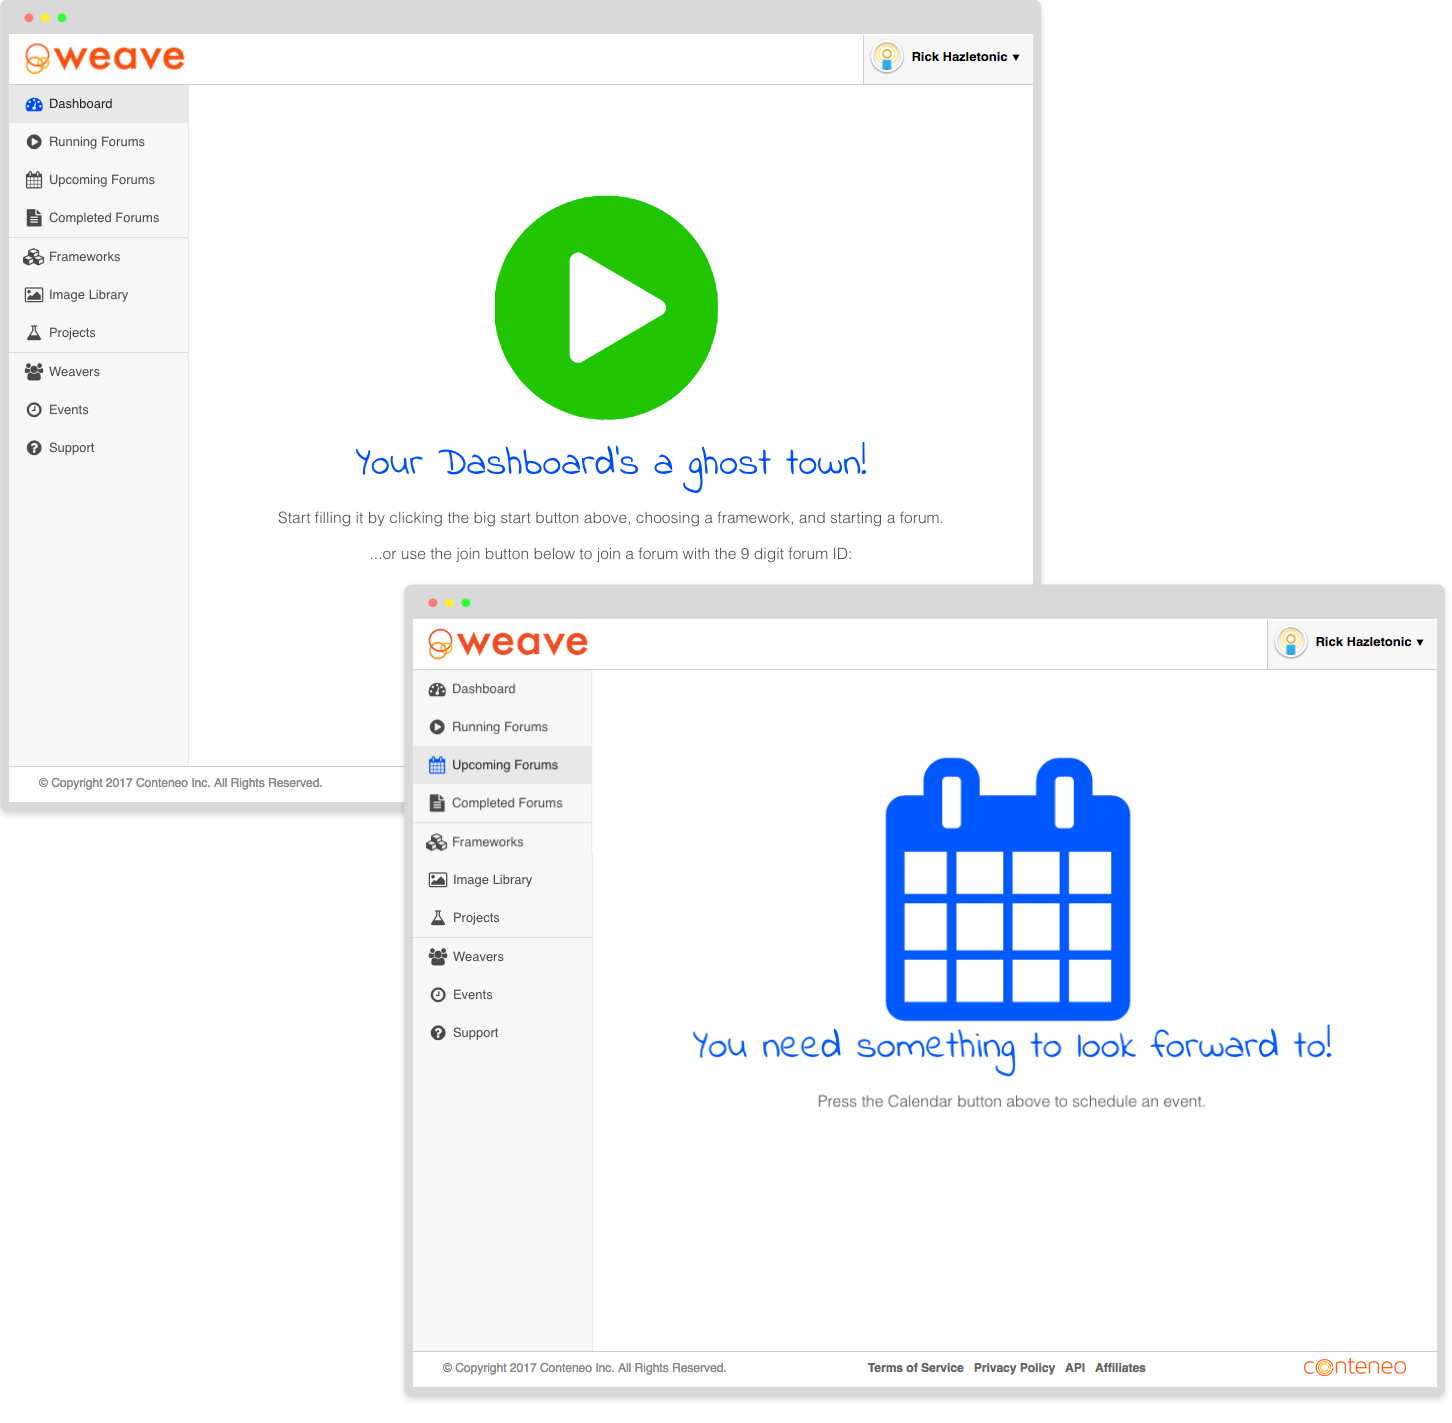 weave
Rick Hazletonic ▾
Dashboard
Running Forums
Upcoming Forums
Completed Forums
Frameworks
Image Library
Projects
Weavers
Events
Support
Your Dashboard's a ghost town!
Start filling it by clicking the big start button above, choosing a framework, and starting a forum.
...or use the join button below to join a forum with the 9 digit forum ID:
© Copyright 2017 Conteneo Inc. All Rights Reserved.
weave
Rick Hazletonic ▾
Dashboard
Running Forums
Upcoming Forums
Completed Forums
Frameworks
Image Library
Projects
Weavers
Events
Support
You need something to look forward to!
Press the Calendar button above to schedule an event.
© Copyright 2017 Conteneo Inc. All Rights Reserved.
Terms of Service Privacy Policy API Affiliates
conteneo